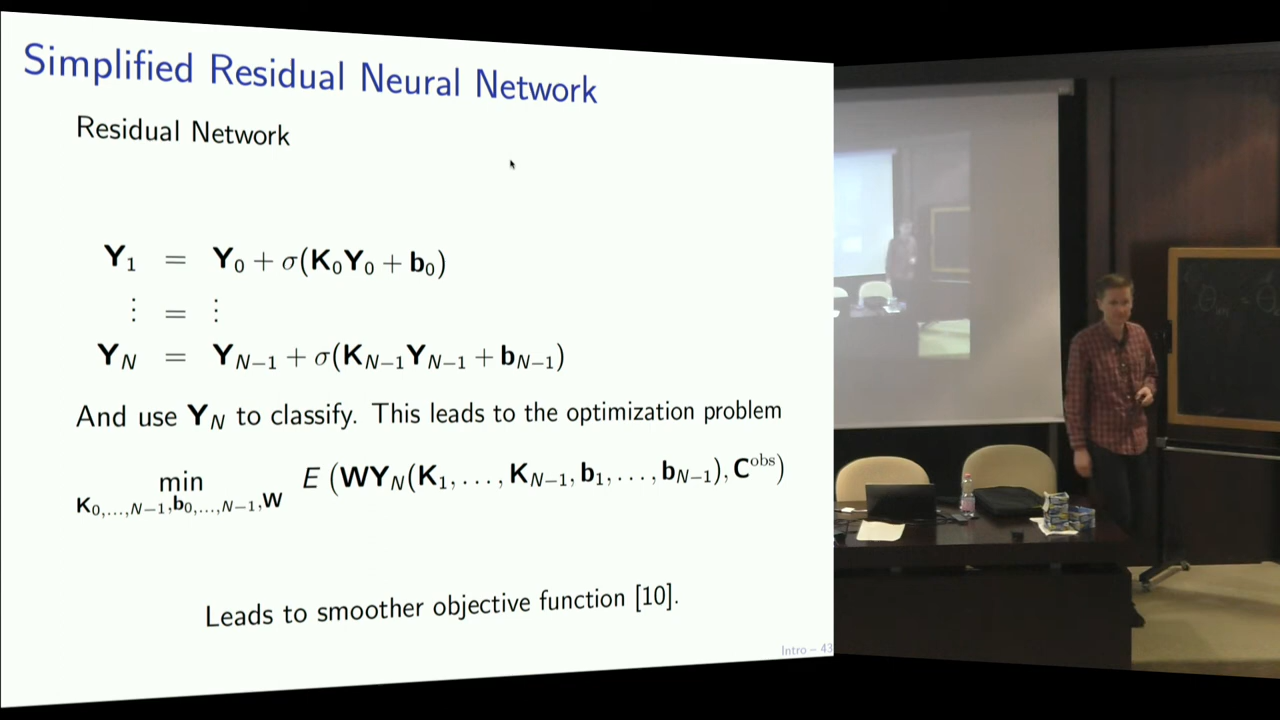 Simplified Residual Neural Network
Residual Network
Y₁ = Y₀ + σ(K₀Y₀ + b₀)
⋮ = ⋮
Y_N = Y_{N−1} + σ(K_{N−1}Y_{N−1} + b_{N−1})
And use Y_N to classify. This leads to the optimization problem
min_{K_{0,…,N−1},b_{0,…,N−1},W} E (WY_N(K₁, …, K_{N−1}, b₁, …, b_{N−1}), C^{obs})
Leads to smoother objective function [10].
Intro – 43